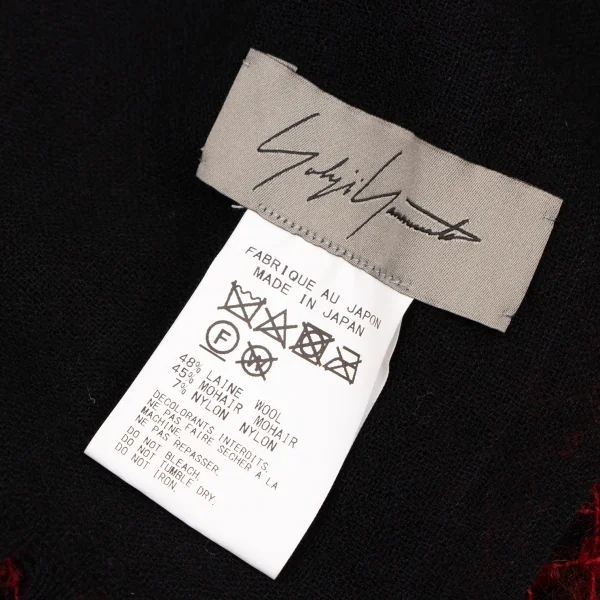 Yohji Yamamoto
FABRIQUE AU JAPON
MADE IN JAPAN
F W
48% LAINE WOOL
45% MOHAIR MOHAIR
7% NYLON NYLON
DECOLORANTS INTERDITS,
NE PAS FAIRE SECHER A LA
MACHINE.
NE PAS REPASSER.
DO NOT BLEACH.
DO NOT TUMBLE DRY.
DO NOT IRON.